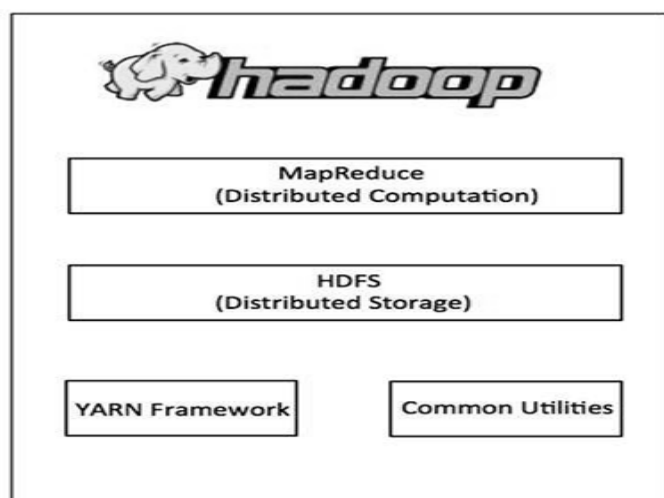 hadoop
MapReduce
(Distributed Computation)
HDFS
(Distributed Storage)
YARN Framework
Common Utilities